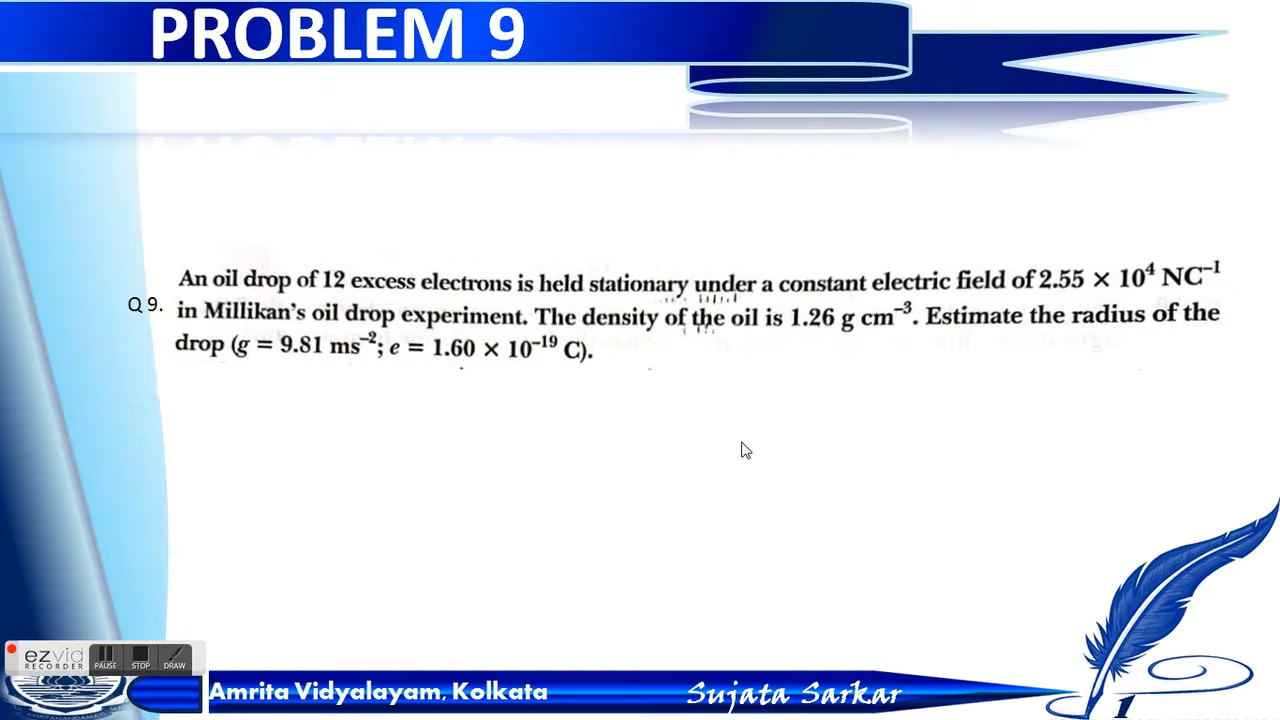 PROBLEM 9
An oil drop of 12 excess electrons is held stationary under a constant electric field of 2.55 × 10⁴ NC⁻¹
Q 9. in Millikan's oil drop experiment. The density of the oil is 1.26 g cm⁻³. Estimate the radius of the
drop (g = 9.81 ms⁻²; e = 1.60 × 10⁻¹⁹ C).
ezvid
RECORDER
PAUSE STOP DRAW
Amrita Vidyalayam, Kolkata Sujata Sarkar 1